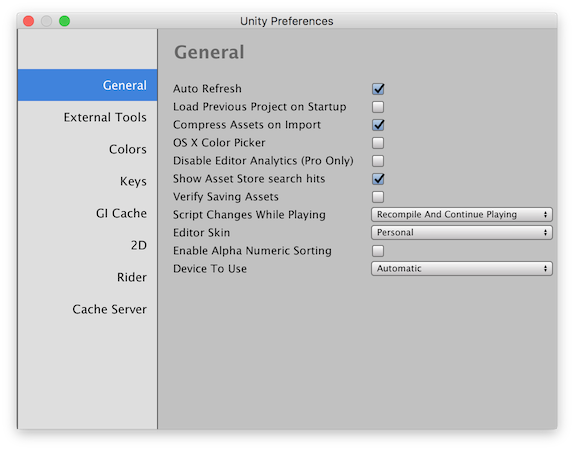 Unity Preferences
General
External Tools
Colors
Keys
GI Cache
2D
Rider
Cache Server
General
Auto Refresh
Load Previous Project on Startup
Compress Assets on Import
OS X Color Picker
Disable Editor Analytics (Pro Only)
Show Asset Store search hits
Verify Saving Assets
Script Changes While Playing Recompile And Continue Playing
Editor Skin Personal
Enable Alpha Numeric Sorting
Device To Use Automatic